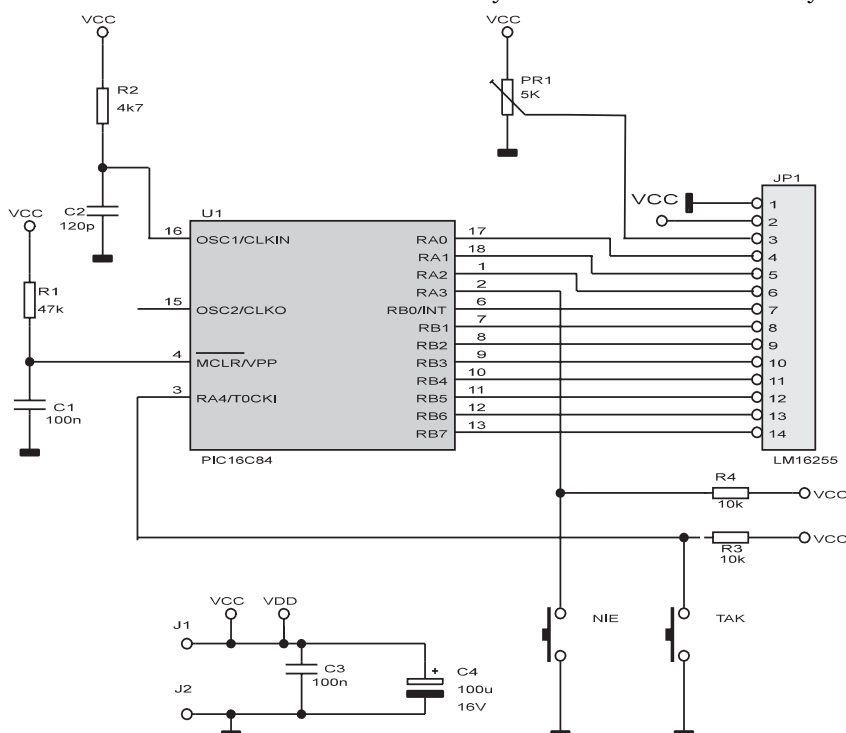 VCC
VCC
R2
4k7
PR1
5K
JP1
C2
120p
U1
VCC
VCC
1
2
3
4
5
6
7
8
9
10
11
12
13
14
16
OSC1/CLKIN
RA0
17
RA1
18
RA2
1
RA3
2
15
OSC2/CLKO
RB0/INT
6
RB1
7
RB2
8
RB3
9
RB4
10
RB5
11
RB6
12
RB7
13
R1
47k
4
MCLR/VPP
3
RA4/T0CKI
C1
100n
PIC16C84
LM16255
R4
10k
VCC
R3
10k
VCC
VCC
VDD
J1
J2
C3
100n
+
C4
100u
16V
NIE
TAK